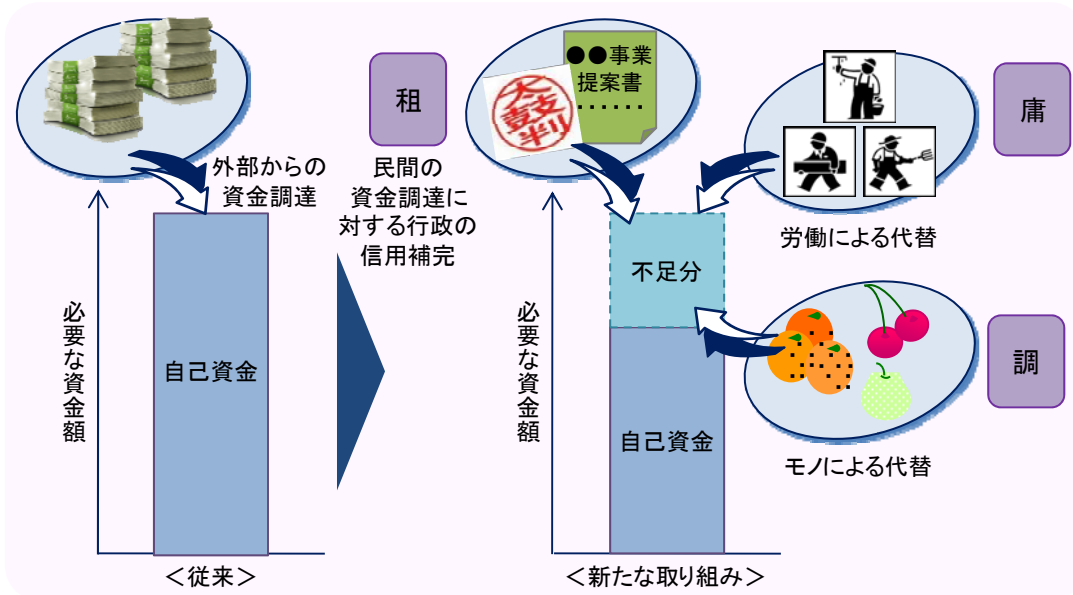 租
●●事業
提案書
‥‥‥
太
鼓
支
判
庸
外部からの
資金調達
民間の
資金調達に
対する行政の
信用補完
労働による代替
必要な資金額
自己資金
必要な資金額
不足分
自己資金
調
モノによる代替
＜従来＞
＜新たな取り組み＞